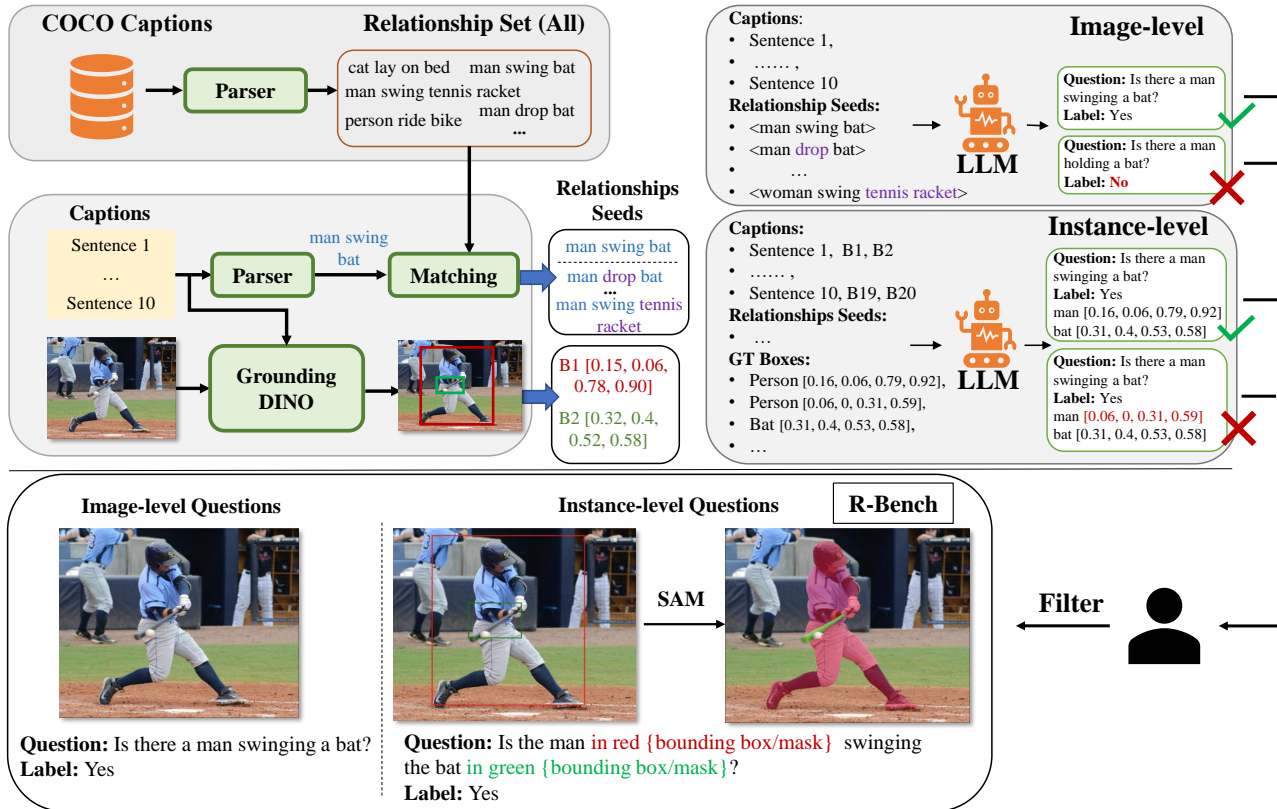 COCO Captions
Relationship Set (All)
Parser
cat lay on bed
man swing bat
man swing tennis racket
person ride bike
man drop bat
...
Captions
Sentence 1
…
Sentence 10
Parser
man swing
bat
Matching
Grounding
DINO
Relationships
Seeds
man swing bat
man drop bat
...
man swing tennis
racket
B1 [0.15, 0.06,
0.78, 0.90]
B2 [0.32, 0.4,
0.52, 0.58]
Image-level
Captions:
• Sentence 1,
• …… ,
• Sentence 10
Relationship Seeds:
• <man swing bat>
• <man drop bat>
…
• <woman swing tennis racket>
LLM
Question: Is there a man
swinging a bat?
Label: Yes
Question: Is there a man
holding a bat?
Label: No
Instance-level
Captions:
• Sentence 1, B1, B2
• …… ,
• Sentence 10, B19, B20
Relationships Seeds:
• …
GT Boxes:
• Person [0.16, 0.06, 0.79, 0.92],
• Person [0.06, 0, 0.31, 0.59],
• Bat [0.31, 0.4, 0.53, 0.58],
• …
LLM
Question: Is there a man
swinging a bat?
Label: Yes
man [0.16, 0.06, 0.79, 0.92]
bat [0.31, 0.4, 0.53, 0.58]
Question: Is there a man
swinging a bat?
Label: Yes
man [0.06, 0, 0.31, 0.59]
bat [0.31, 0.4, 0.53, 0.58]
R-Bench
Image-level Questions
Instance-level Questions
SAM
Filter
Question: Is there a man swinging a bat?
Label: Yes
Question: Is the man in red {bounding box/mask} swinging
the bat in green {bounding box/mask}?
Label: Yes